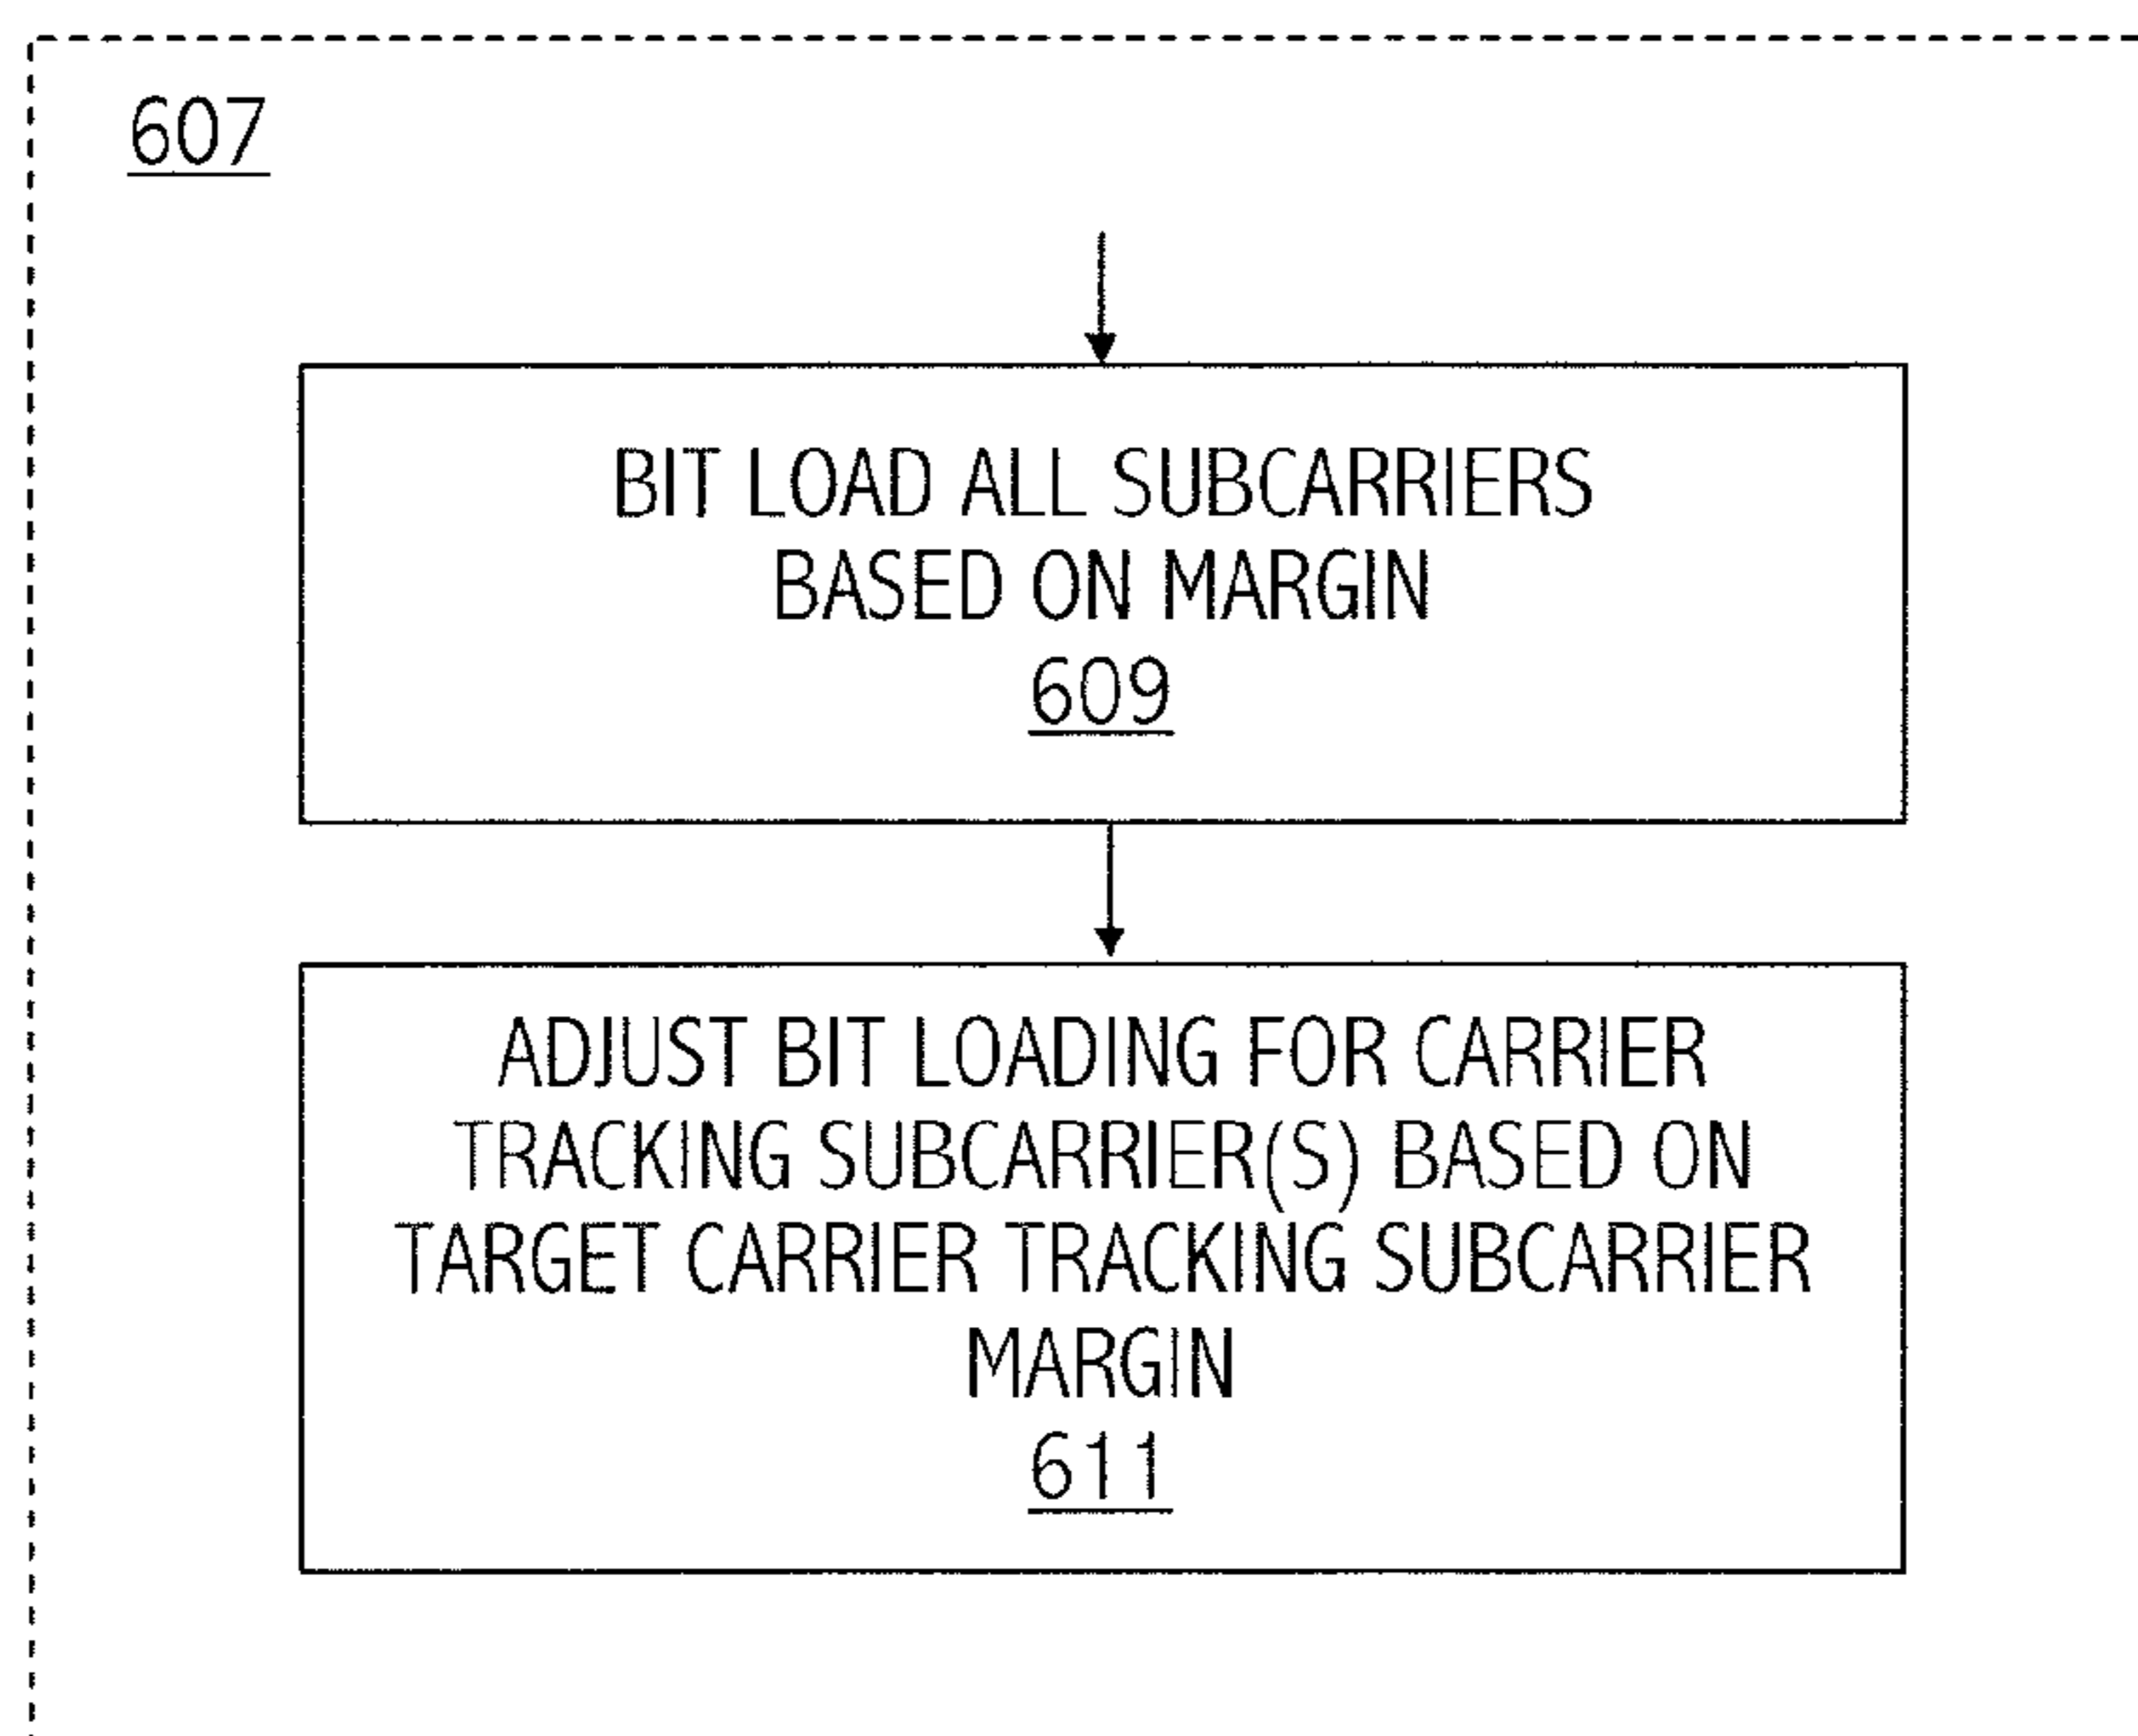 607
BIT LOAD ALL SUBCARRIERS
BASED ON MARGIN
609
ADJUST BIT LOADING FOR CARRIER
TRACKING SUBCARRIER(S) BASED ON
TARGET CARRIER TRACKING SUBCARRIER
MARGIN
611